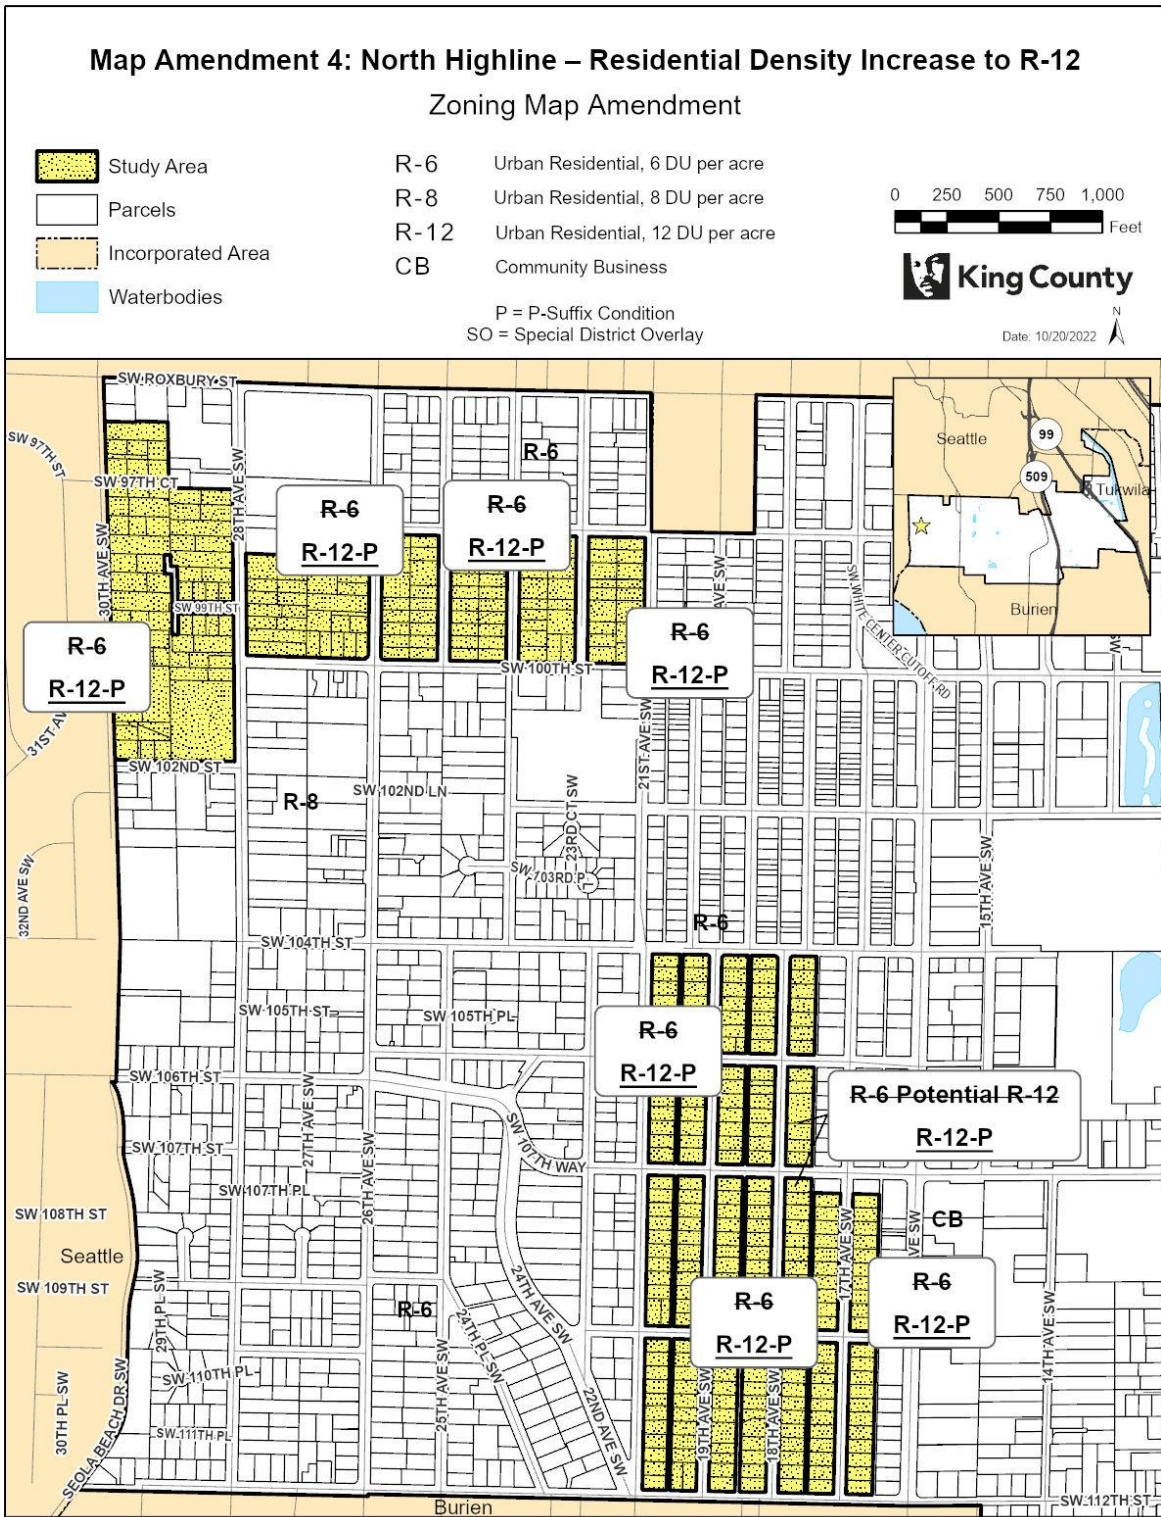 Map Amendment 4: North Highline – Residential Density Increase to R-12
Zoning Map Amendment
Study Area
Parcels
Incorporated Area
Waterbodies
R-6 Urban Residential, 6 DU per acre
R-8 Urban Residential, 8 DU per acre
R-12 Urban Residential, 12 DU per acre
CB Community Business
P = P-Suffix Condition
SO = Special District Overlay
0 250 500 750 1,000
Feet
King County
N
Date: 10/20/2022
SW ROXBURY ST
SW 97TH ST
SW 97TH CT
28TH AVE SW
30TH AVE SW
R-6
Seattle
99
509
Tukwila
Burien
R-6
R-12-P
R-6
R-12-P
SW 99TH ST
AVE SW
SW WHITE CENTER CUTOFF RD
SW
R-6
R-12-P
R-6
R-12-P
SW 100TH ST
31ST AV
SW 102ND ST
21ST AVE SW
R-8
SW 102ND LN
23RD CT SW
SW 103RD PL
32ND AVE SW
15TH AVE SW
R-6
SW 104TH ST
SW 105TH ST
SW 105TH PL
R-6
R-12-P
SW 106TH ST
R-6 Potential R-12
R-12-P
27TH AVE SW
SW 107TH ST
SW 107TH WAY
SW 107TH PL
26TH AVE SW
SW 108TH ST
17TH AVE SW
AVE SW
CB
Seattle
SW 109TH ST
29TH PL SW
R-6
24TH AVE SW
24TH PL SW
R-6
R-12-P
R-6
R-12-P
14TH AVE SW
SW 110TH PL
25TH AVE SW
22ND AVE SW
19TH AVE SW
18TH AVE SW
30TH PL SW
SW 111TH PL
SEOLA BEACH DR SW
Burien
SW 112TH ST